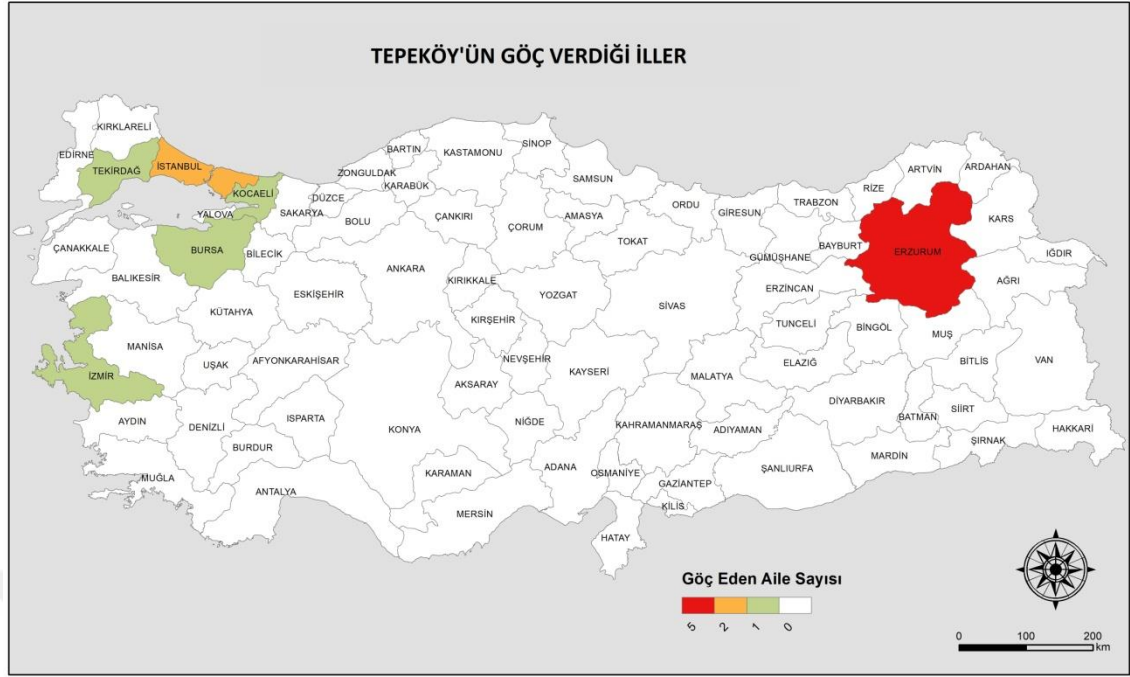 TEPEKÖY'ÜN GÖÇ VERDİĞİ İLLER
KIRKLARELİ
EDİRNE
TEKİRDAĞ
İSTANBUL
KOCAELİ
YALOVA
SAKARYA
DÜZCE
ZONGULDAK
BARTIN
KARABÜK
KASTAMONU
SİNOP
SAMSUN
BOLU
ÇANKIRI
ÇORUM
AMASYA
ORDU
TOKAT
GİRESUN
TRABZON
RİZE
ARTVİN
ARDAHAN
KARS
BAYBURT
GÜMÜŞHANE
ERZURUM
IĞDIR
AĞRI
ÇANAKKALE
BURSA
BİLECİK
BALIKESİR
ESKİŞEHİR
ANKARA
KIRIKKALE
YOZGAT
SİVAS
ERZİNCAN
KÜTAHYA
KIRŞEHİR
TUNCELİ
BİNGÖL
MUŞ
MANİSA
UŞAK
AFYONKARAHİSAR
NEVŞEHİR
KAYSERİ
MALATYA
ELAZIĞ
BİTLİS
VAN
İZMİR
AKSARAY
DİYARBAKIR
BATMAN
SİİRT
AYDIN
DENİZLİ
ISPARTA
KONYA
NİĞDE
KAHRAMANMARAŞ
ADIYAMAN
ŞIRNAK
HAKKARİ
BURDUR
MARDİN
MUĞLA
ANTALYA
KARAMAN
ADANA
OSMANİYE
GAZİANTEP
ŞANLIURFA
MERSİN
KİLİS
HATAY
Göç Eden Aile Sayısı
5 2 1 0
0 100 200
km